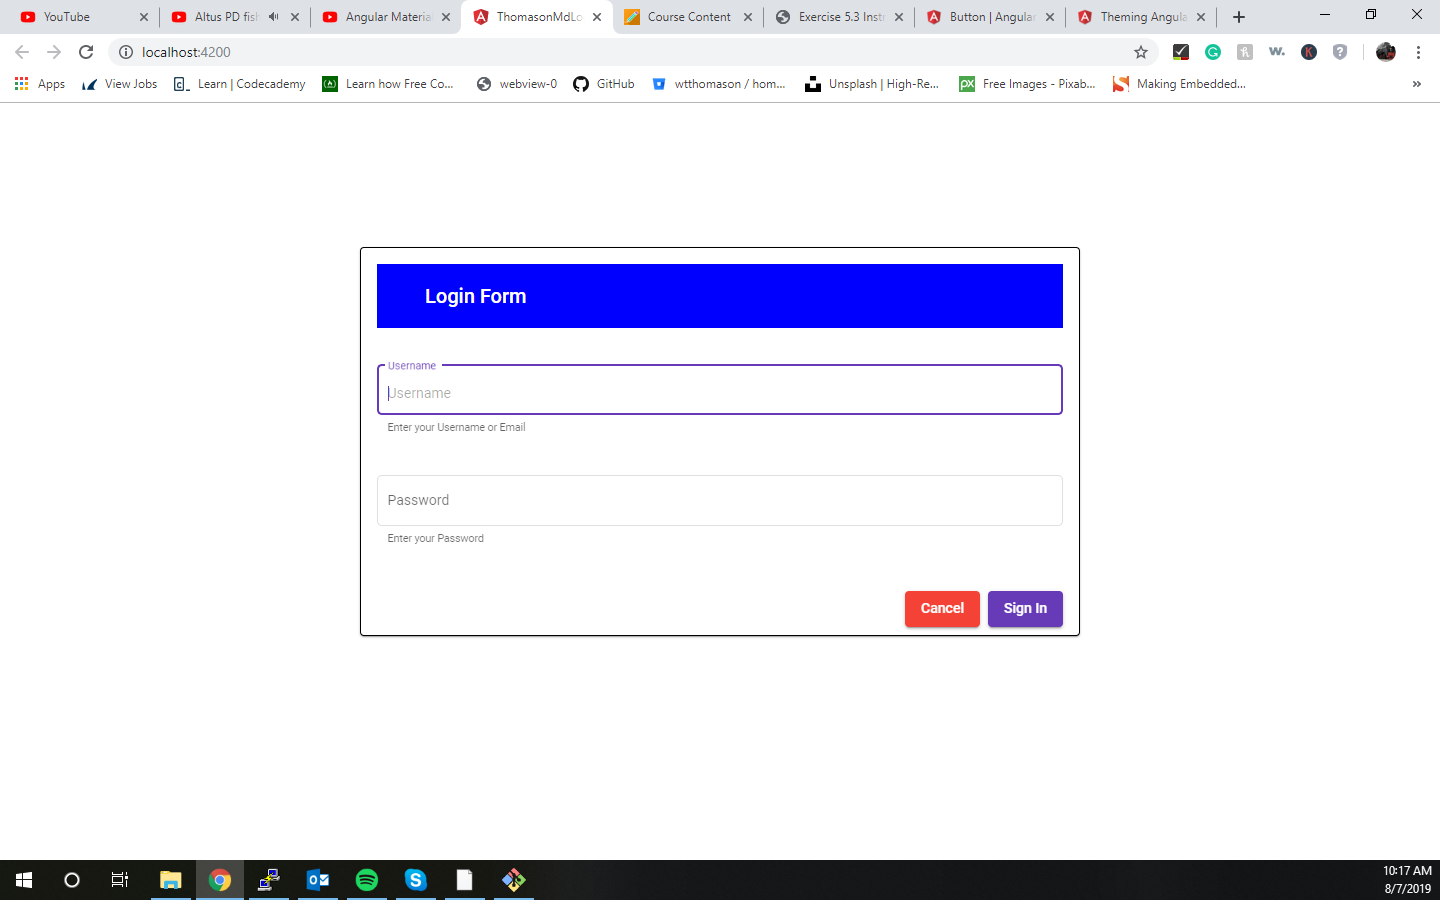 YouTube
Altus PD fish
Angular Materia
ThomasonMdLo
Course Content
Exercise 5.3 Instr
Button | Angular
Theming Angula
localhost:4200
Apps
View Jobs
Learn | Codecademy
Learn how Free Co...
webview-0
GitHub
wtthomason / hom...
Unsplash | High-Re...
Free Images - Pixab...
Making Embedded...
Login Form
Username
Username
Enter your Username or Email
Password
Enter your Password
Cancel
Sign In
10:17 AM
8/7/2019